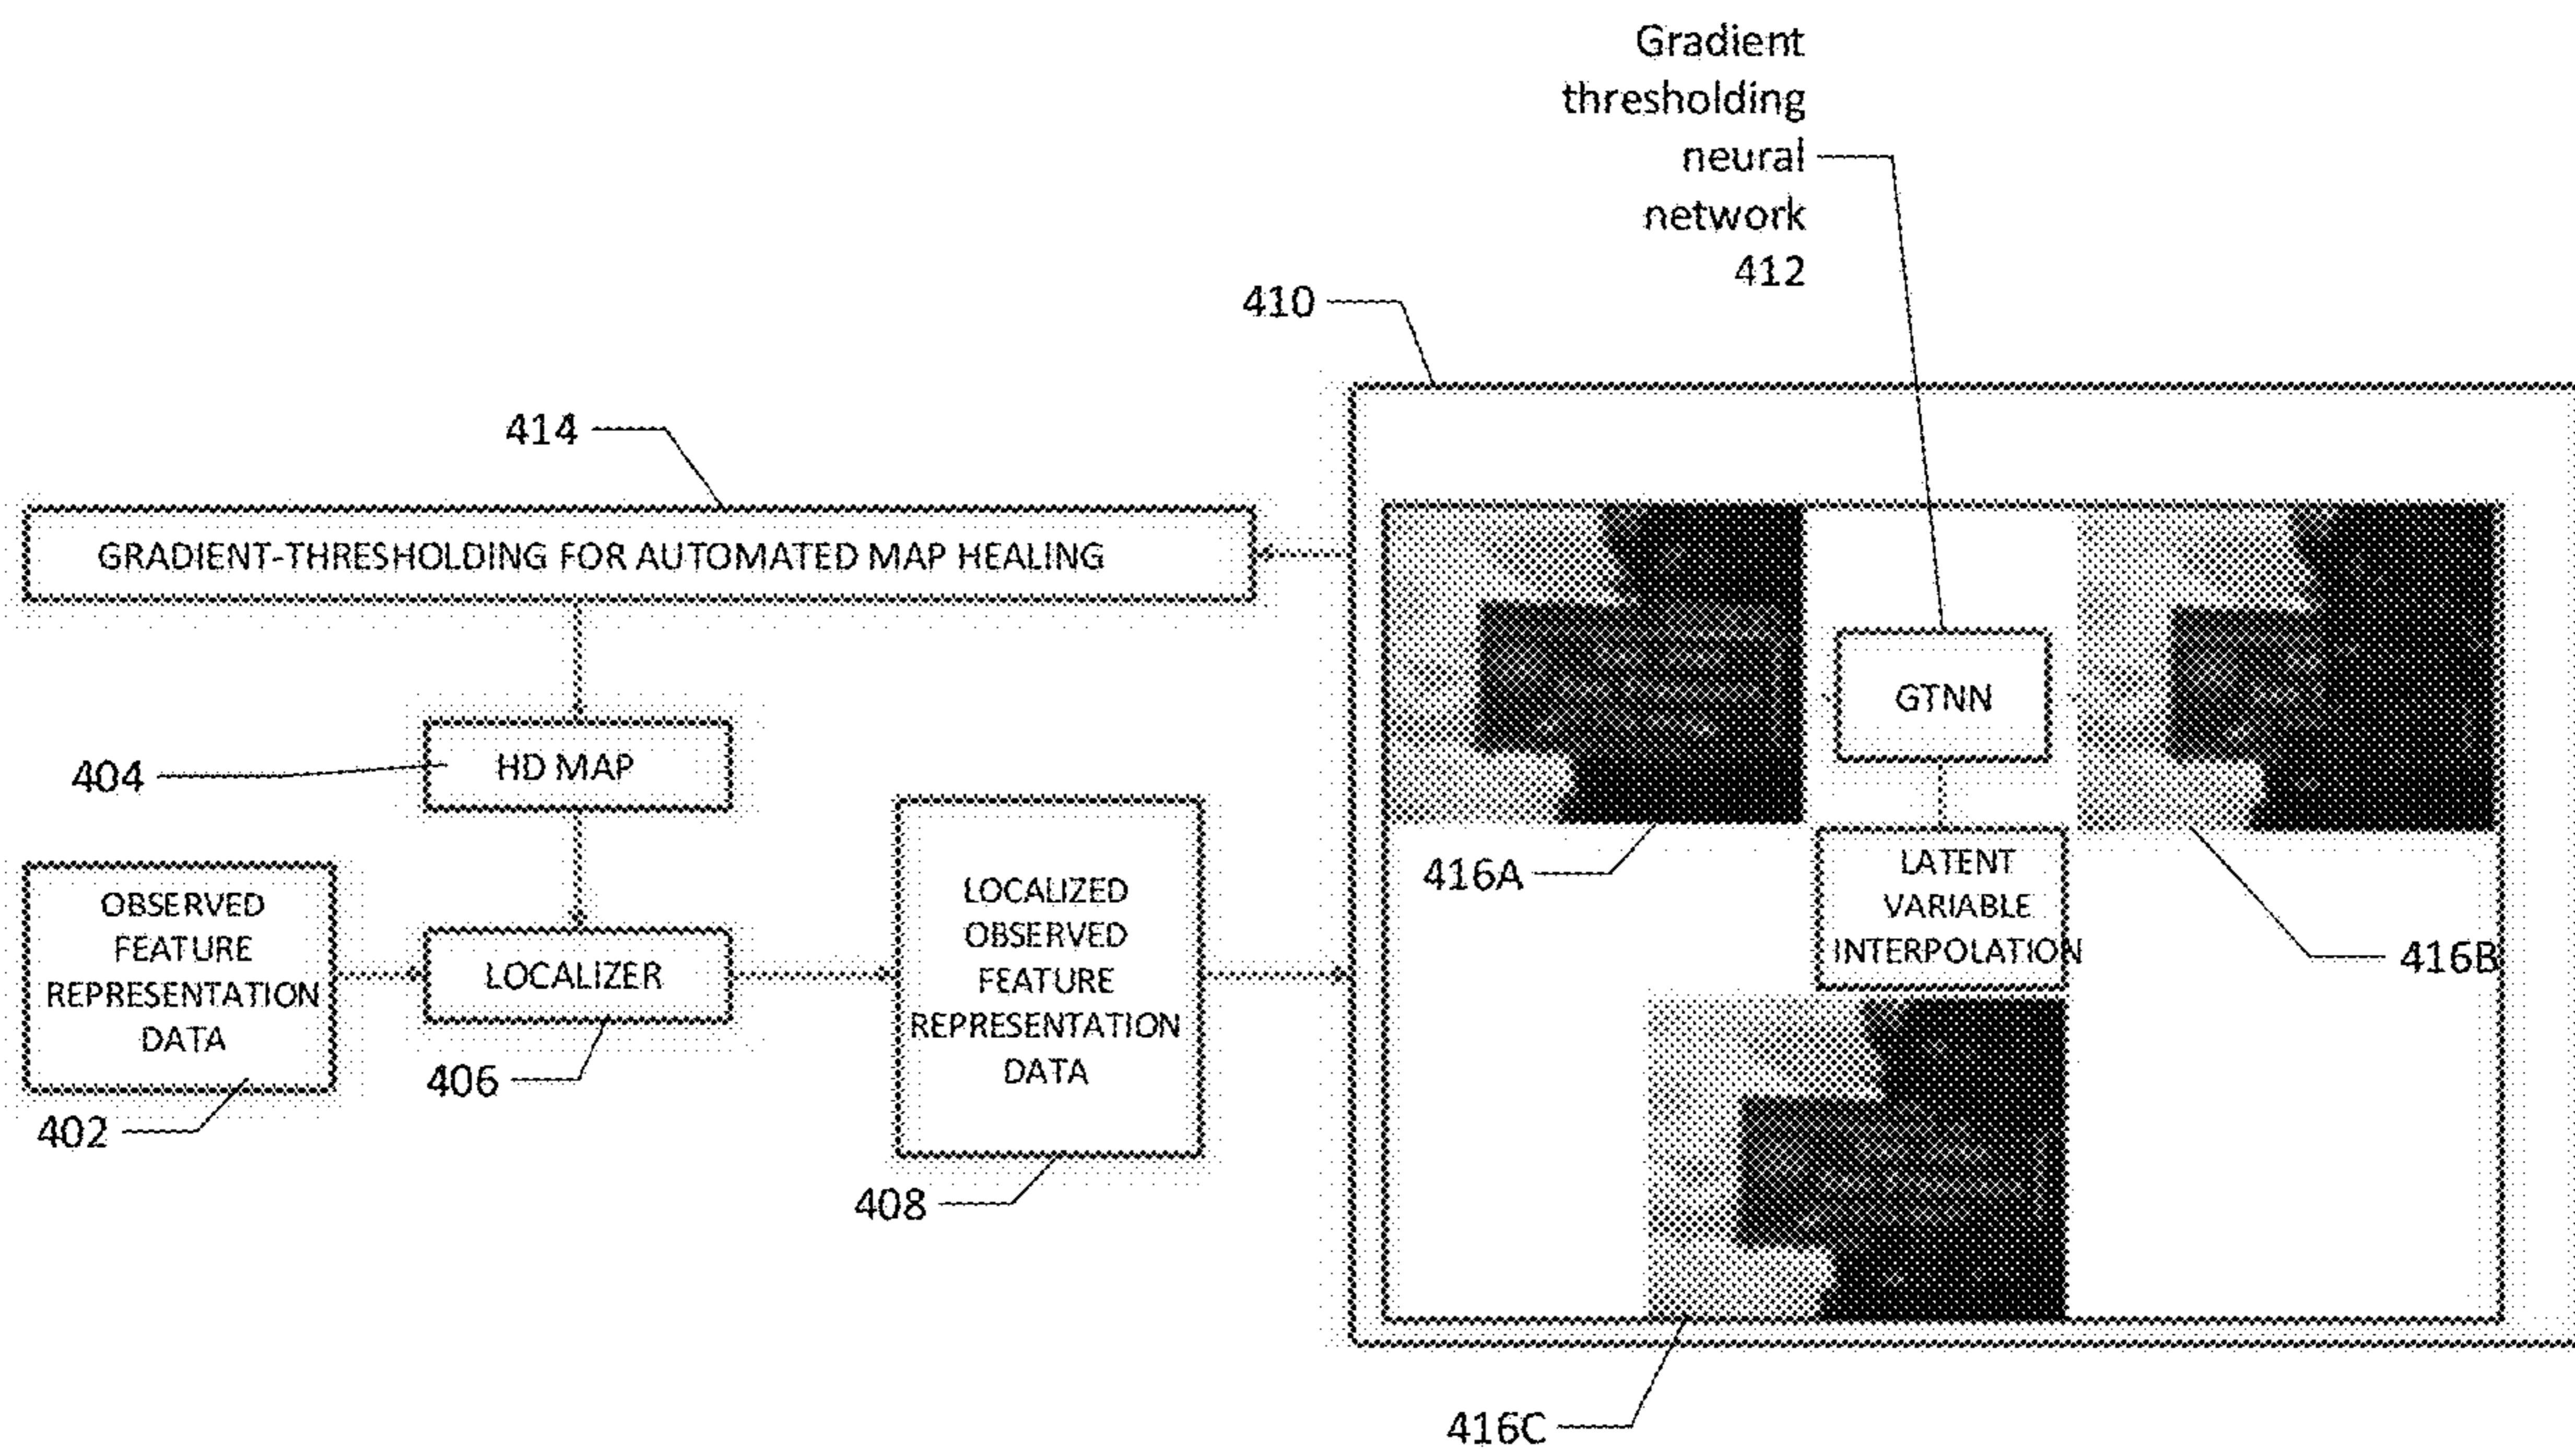 Gradient
thresholding
neural
network
412
410
414
GRADIENT-THRESHOLDING FOR AUTOMATED MAP HEALING
GTNN
HD MAP
404
LATENT
VARIABLE
INTERPOLATION
416A
416B
OBSERVED
FEATURE
REPRESENTATION
DATA
LOCALIZER
LOCALIZED
OBSERVED
FEATURE
REPRESENTATION
DATA
406
402
408
416C